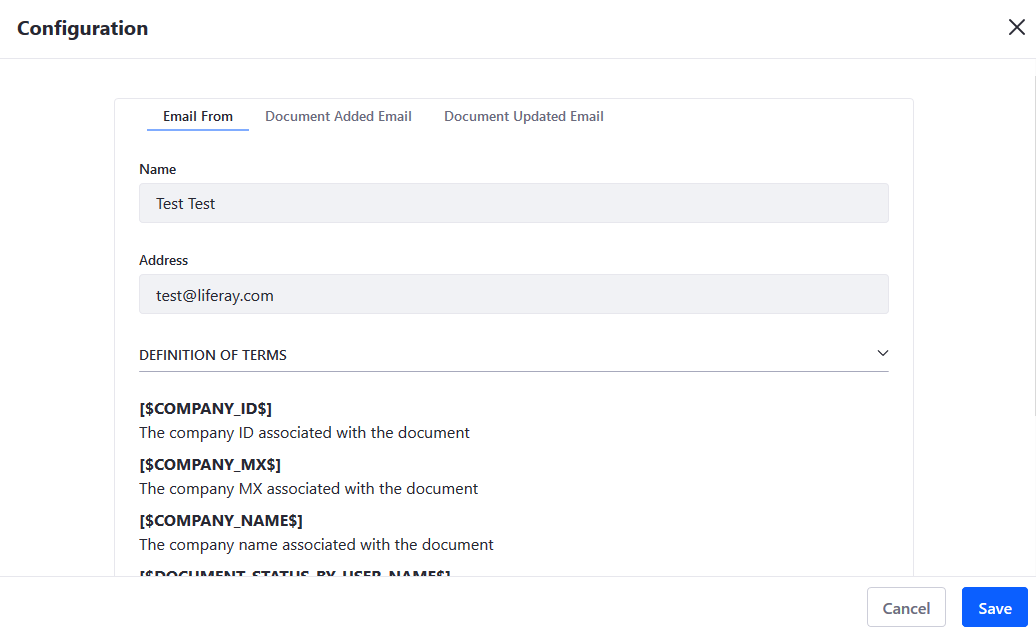 Configuration
Email From Document Added Email Document Updated Email
Name
Test Test
Address
test@liferay.com
DEFINITION OF TERMS
[$COMPANY_ID$]
The company ID associated with the document
[$COMPANY_MX$]
The company MX associated with the document
[$COMPANY_NAME$]
The company name associated with the document
[$DOCUMENT_STATUS_BY_USER_NAME$]
Cancel Save